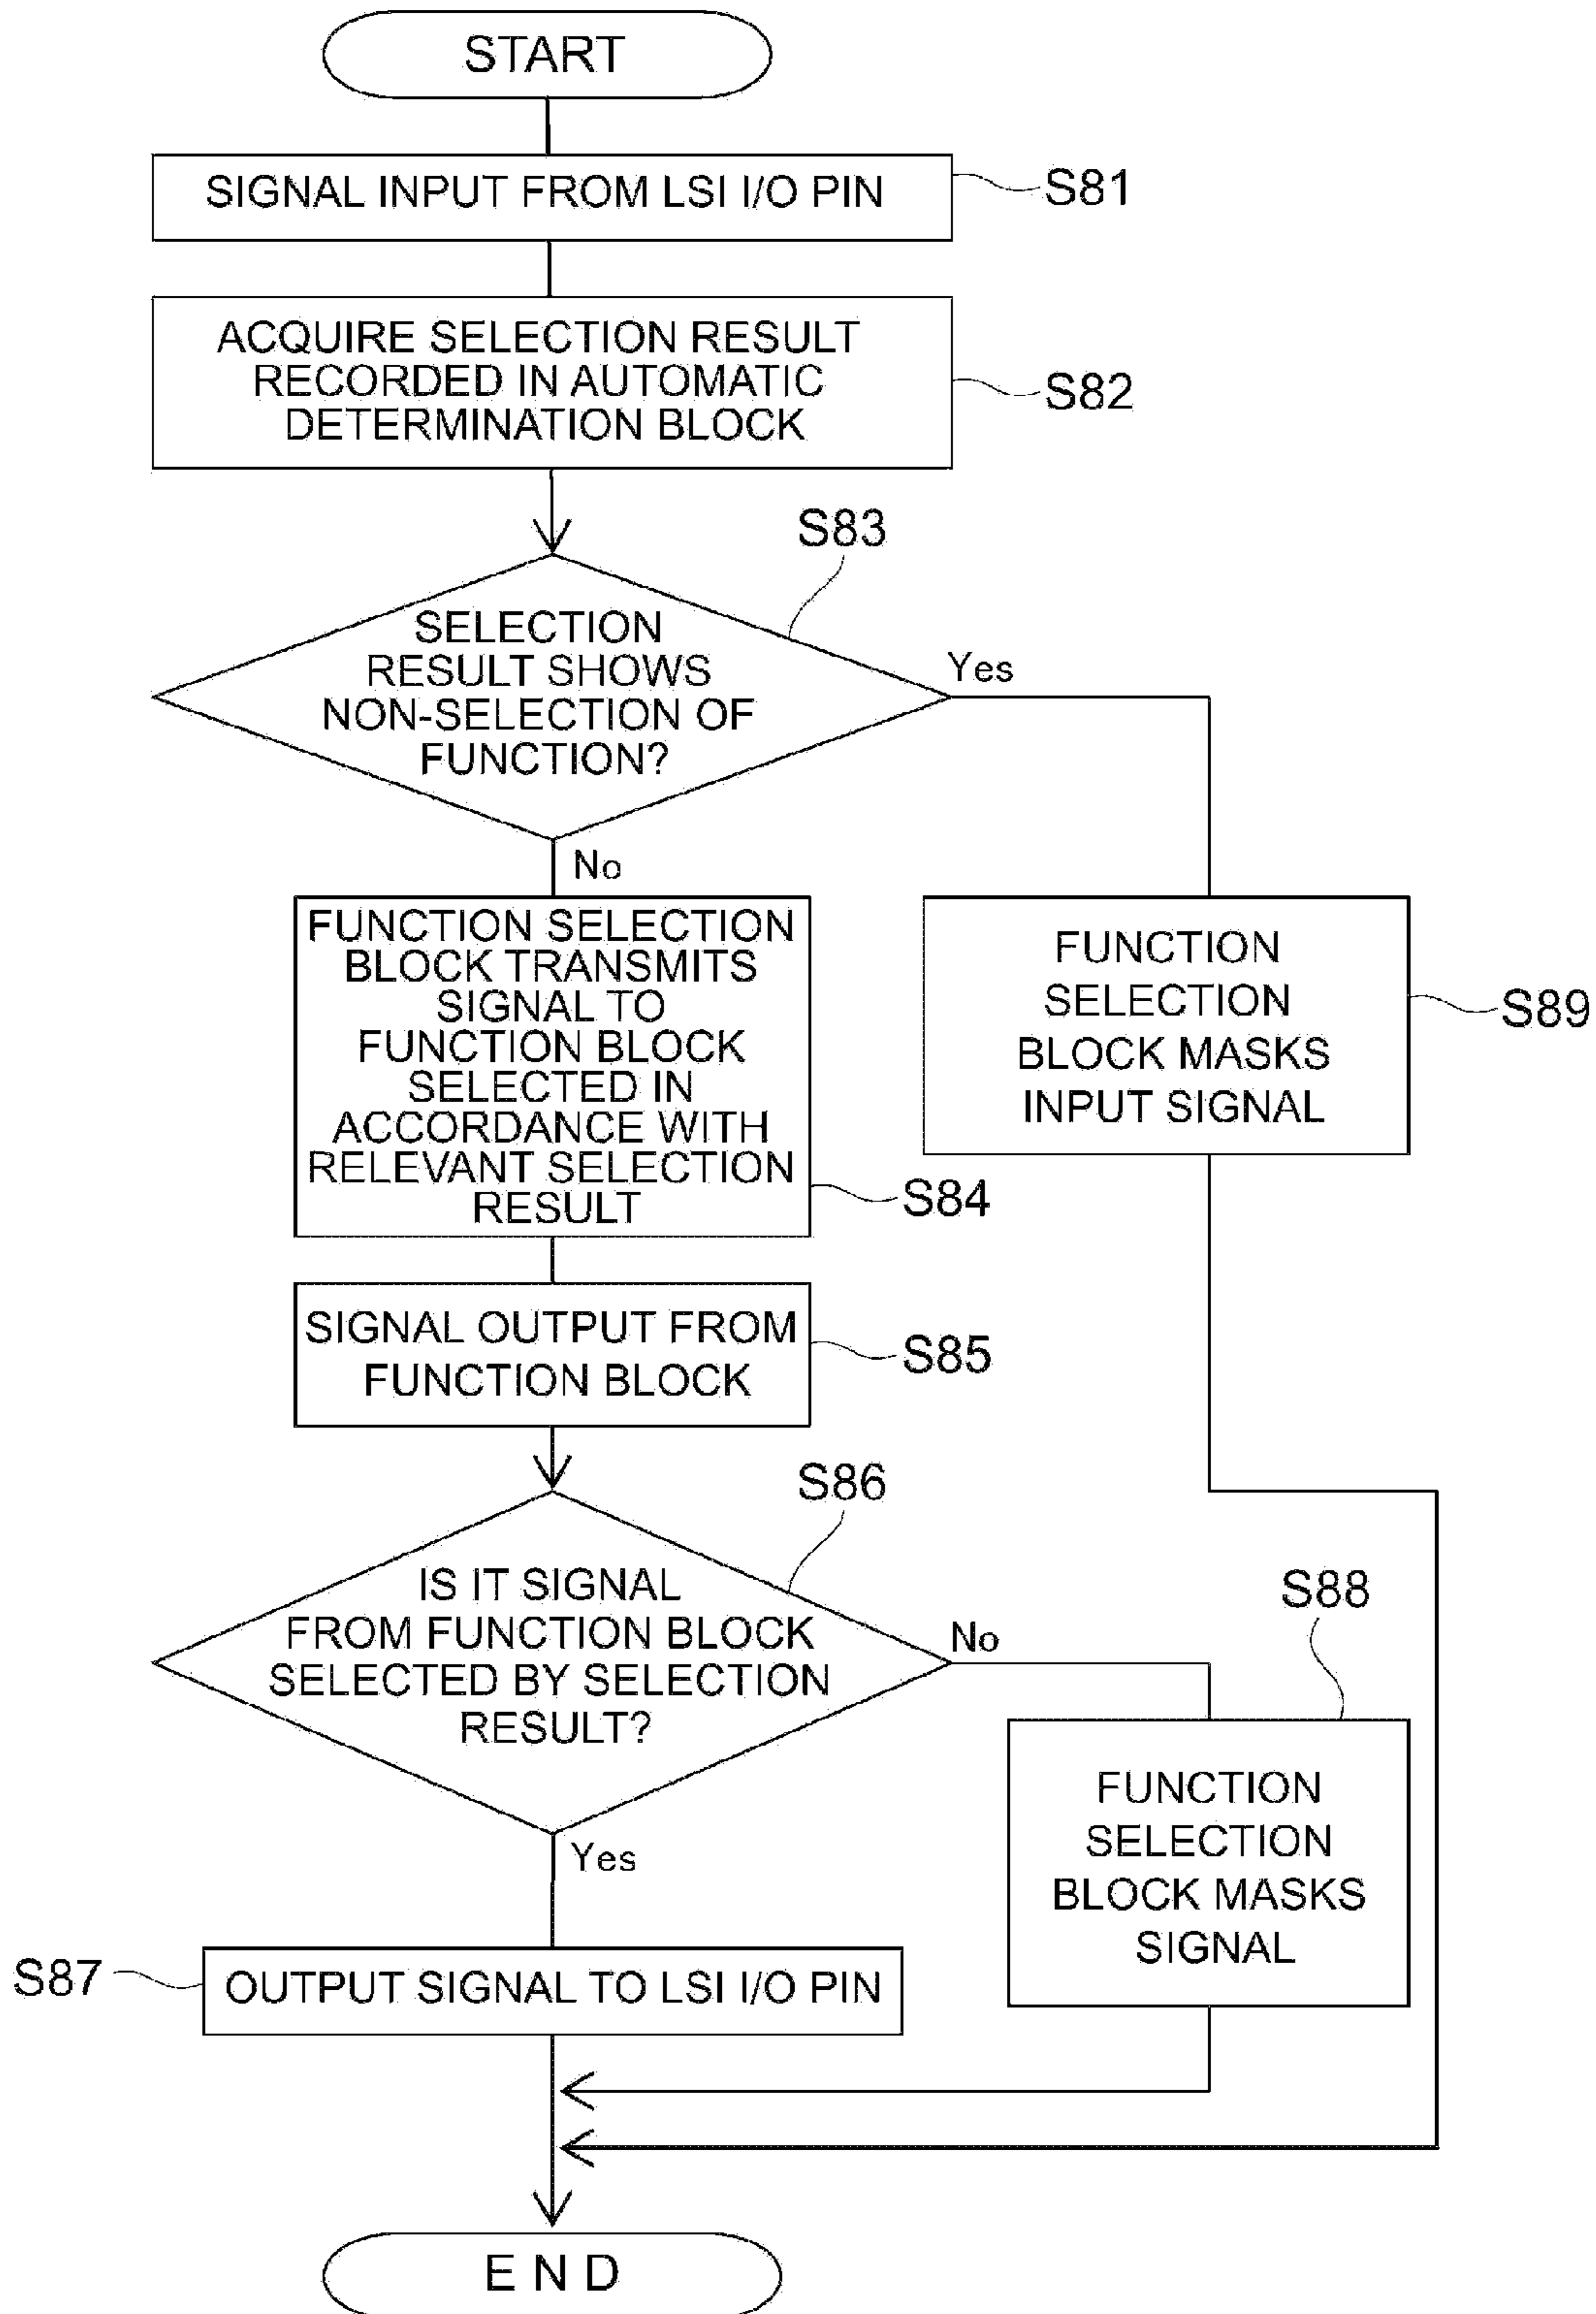 START
SIGNAL INPUT FROM LSI I/O PIN
S81
ACQUIRE SELECTION RESULT
RECORDED IN AUTOMATIC
DETERMINATION BLOCK
S82
S83
SELECTION
RESULT SHOWS
NON-SELECTION OF
FUNCTION?
Yes
No
FUNCTION SELECTION
BLOCK TRANSMITS
SIGNAL TO
FUNCTION BLOCK
SELECTED IN
ACCORDANCE WITH
RELEVANT SELECTION
RESULT
S84
FUNCTION
SELECTION
BLOCK MASKS
INPUT SIGNAL
S89
SIGNAL OUTPUT FROM
FUNCTION BLOCK
S85
S86
IS IT SIGNAL
FROM FUNCTION BLOCK
SELECTED BY SELECTION
RESULT?
No
Yes
S88
FUNCTION
SELECTION
BLOCK MASKS
SIGNAL
S87
OUTPUT SIGNAL TO LSI I/O PIN
END